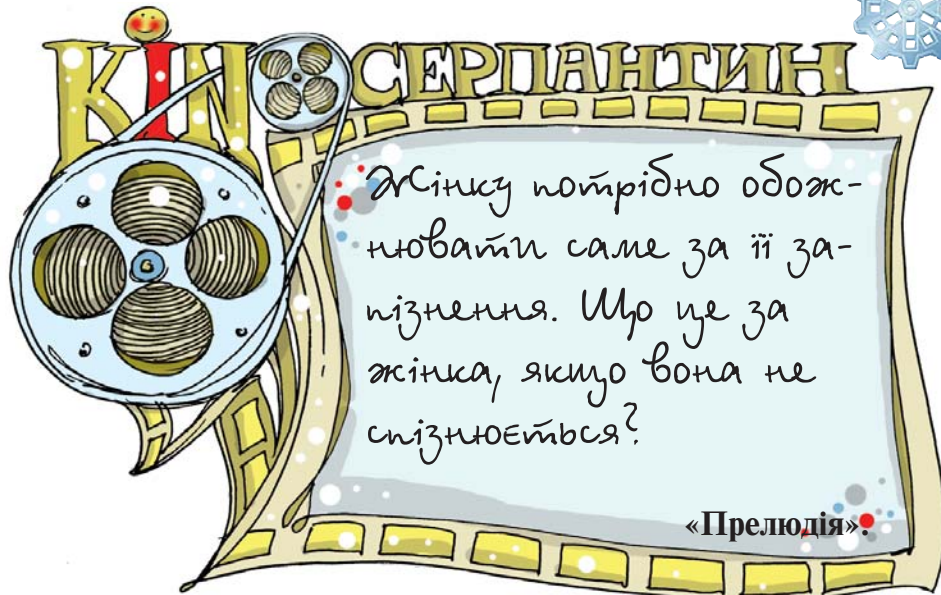 КІНОСЕРПАНТИН
Жінку потрібно обож-
нювати саме за її за-
пізнення. Що це за
жінка, якщо вона не
спізнюється?
«Прелюдія».